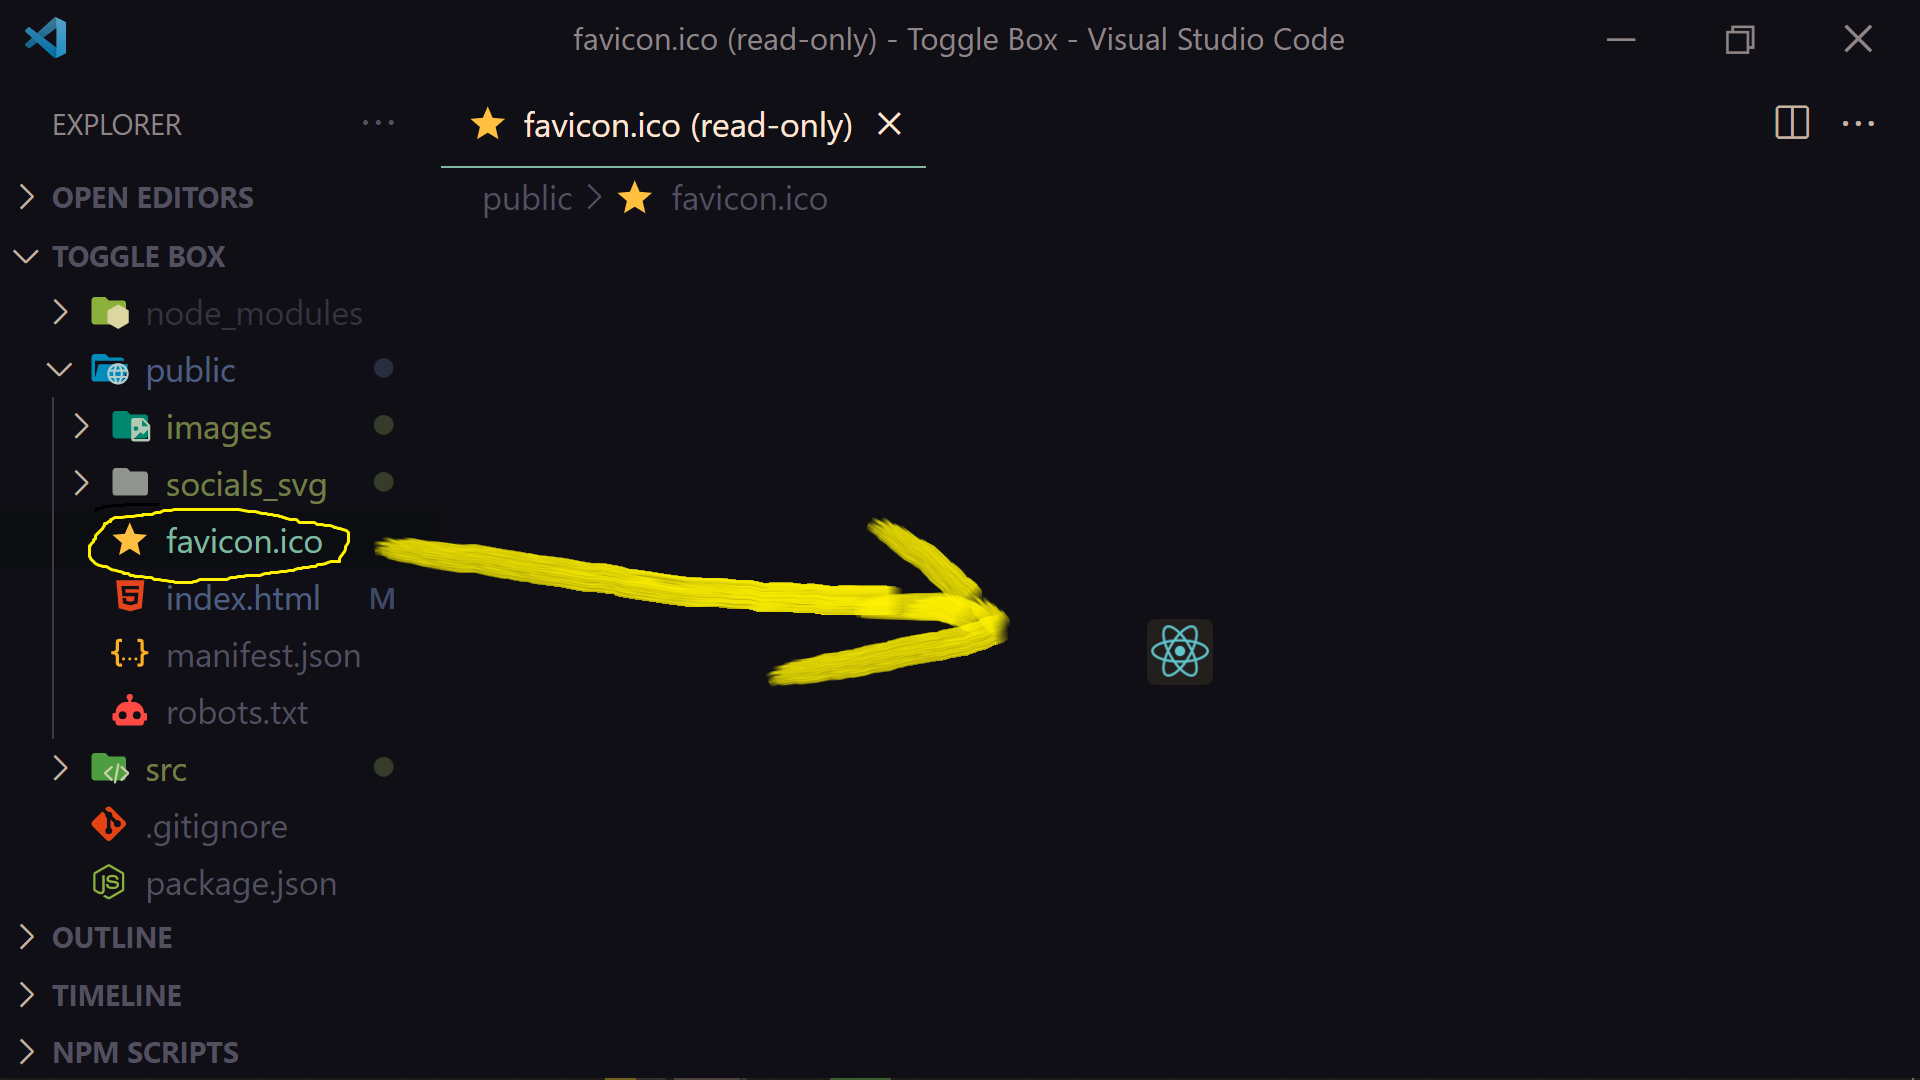 favicon.ico (read-only) - Toggle Box - Visual Studio Code
EXPLORER
favicon.ico (read-only)
OPEN EDITORS
public > favicon.ico
TOGGLE BOX
node_modules
public
images
socials_svg
favicon.ico
index.html M
manifest.json
robots.txt
src
.gitignore
package.json
OUTLINE
TIMELINE
NPM SCRIPTS